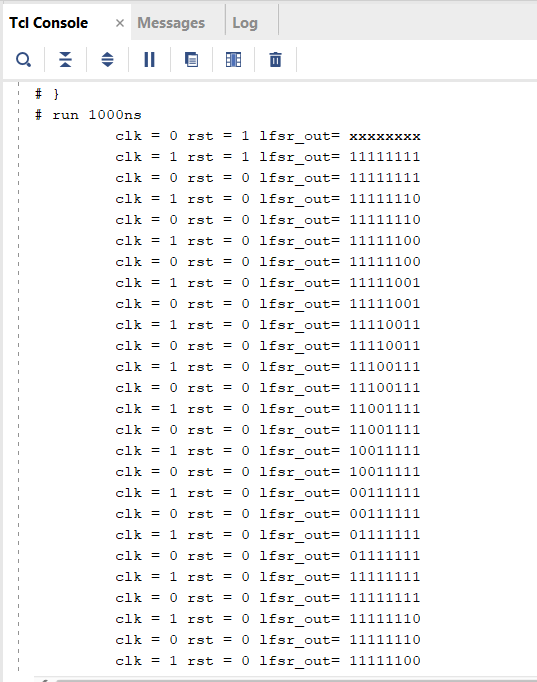 Tcl Console × Messages Log
# }
# run 1000ns
clk = 0 rst = 1 lfsr_out= xxxxxxxx
clk = 1 rst = 1 lfsr_out= 11111111
clk = 0 rst = 0 lfsr_out= 11111111
clk = 1 rst = 0 lfsr_out= 11111110
clk = 0 rst = 0 lfsr_out= 11111110
clk = 1 rst = 0 lfsr_out= 11111100
clk = 0 rst = 0 lfsr_out= 11111100
clk = 1 rst = 0 lfsr_out= 11111001
clk = 0 rst = 0 lfsr_out= 11111001
clk = 1 rst = 0 lfsr_out= 11110011
clk = 0 rst = 0 lfsr_out= 11110011
clk = 1 rst = 0 lfsr_out= 11100111
clk = 0 rst = 0 lfsr_out= 11100111
clk = 1 rst = 0 lfsr_out= 11001111
clk = 0 rst = 0 lfsr_out= 11001111
clk = 1 rst = 0 lfsr_out= 10011111
clk = 0 rst = 0 lfsr_out= 10011111
clk = 1 rst = 0 lfsr_out= 00111111
clk = 0 rst = 0 lfsr_out= 00111111
clk = 1 rst = 0 lfsr_out= 01111111
clk = 0 rst = 0 lfsr_out= 01111111
clk = 1 rst = 0 lfsr_out= 11111111
clk = 0 rst = 0 lfsr_out= 11111111
clk = 1 rst = 0 lfsr_out= 11111110
clk = 0 rst = 0 lfsr_out= 11111110
clk = 1 rst = 0 lfsr_out= 11111100